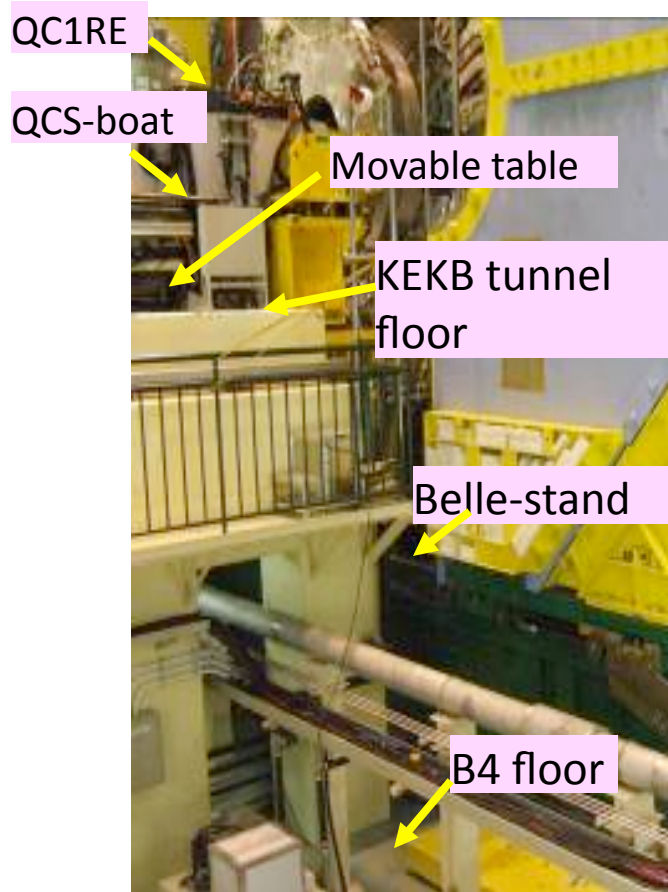 QC1RE
QCS-boat
Movable table
KEKB tunnel
floor
Belle-stand
B4 floor